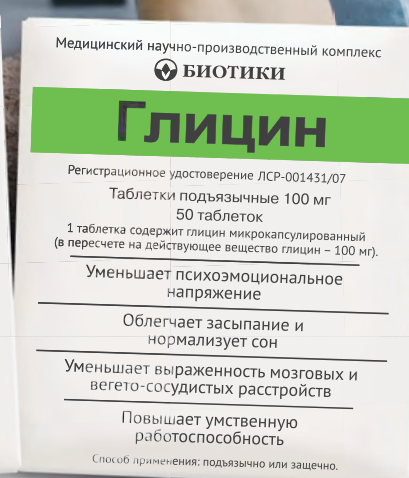 Медицинский научно-производственный комплекс
БИОТИКИ
Глицин
Регистрационное удостоверение ЛСР-001431/07
Таблетки подъязычные 100 мг
50 таблеток
1 таблетка содержит глицин микрокапсулированный
(в пересчете на действующее вещество глицин – 100 мг).
Уменьшает психоэмоциональное
напряжение
Облегчает засыпание и
нормализует сон
Уменьшает выраженность мозговых и
вегето-сосудистых расстройств
Повышает умственную
работоспособность
Способ применения: подъязычно или защечно.